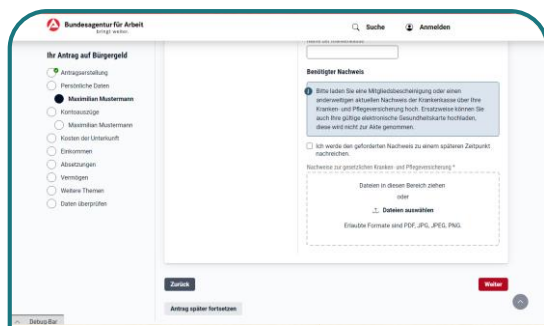 Bundesagentur für Arbeit
bringt weiter.
Suche
Anmelden
Ihr Antrag auf Bürgergeld
Antragserstellung
Persönliche Daten
Maximilian Mustermann
Kontoauszüge
Maximilian Mustermann
Kosten der Unterkunft
Einkommen
Absetzungen
Vermögen
Weitere Themen
Daten überprüfen
Benötigter Nachweis
Bitte laden Sie eine Mitgliedsbescheinigung oder einen
anderweitigen aktuellen Nachweis der Krankenkasse über Ihre
Kranken- und Pflegeversicherung hoch. Ersatzweise können Sie
auch Ihre gültige elektronische Gesundheitskarte hochladen,
diese wird nicht zur Akte genommen.
Ich werde den geforderten Nachweis zu einem späteren Zeitpunkt
nachreichen.
Nachweise zur gesetzlichen Kranken- und Pflegeversicherung *
Dateien in diesen Bereich ziehen
oder
Dateien auswählen
Erlaubte Formate sind PDF, JPG, JPEG, PNG.
Zurück
Weiter
Antrag später fortsetzen
Debug-Bar